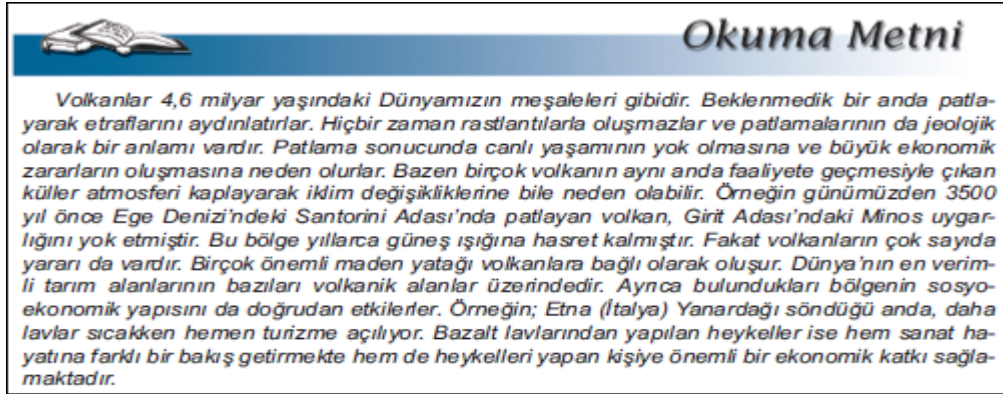 Okuma Metni
Volkanlar 4,6 milyar yaşındaki Dünyamızın meşaleleri gibidir. Beklenmedik bir anda patla-
yarak etraflarını aydınlatırlar. Hiçbir zaman rastlantılarla oluşmazlar ve patlamalarının da jeolojik
olarak bir anlamı vardır. Patlama sonucunda canlı yaşamının yok olmasına ve büyük ekonomik
zararların oluşmasına neden olurlar. Bazen birçok volkanın aynı anda faaliyete geçmesiyle çıkan
küller atmosferi kaplayarak iklim değişikliklerine bile neden olabilir. Örneğin günümüzden 3500
yıl önce Ege Denizi'ndeki Santorini Adası'nda patlayan volkan, Girit Adası'ndaki Minos uygar-
lığını yok etmiştir. Bu bölge yıllarca güneş ışığına hasret kalmıştır. Fakat volkanların çok sayıda
yararı da vardır. Birçok önemli maden yatağı volkanlara bağlı olarak oluşur. Dünya'nın en verim-
li tarım alanlarının bazıları volkanik alanlar üzerindedir. Ayrıca bulundukları bölgenin sosyo-
ekonomik yapısını da doğrudan etkilerler. Örneğin; Etna (İtalya) Yanardağı söndüğü anda, daha
lavlar sıcakken hemen turizme açılıyor. Bazalt lavlarından yapılan heykeller ise hem sanat ha-
yatına farklı bir bakış getirmekte hem de heykelleri yapan kişiye önemli bir ekonomik katkı sağla-
maktadır.